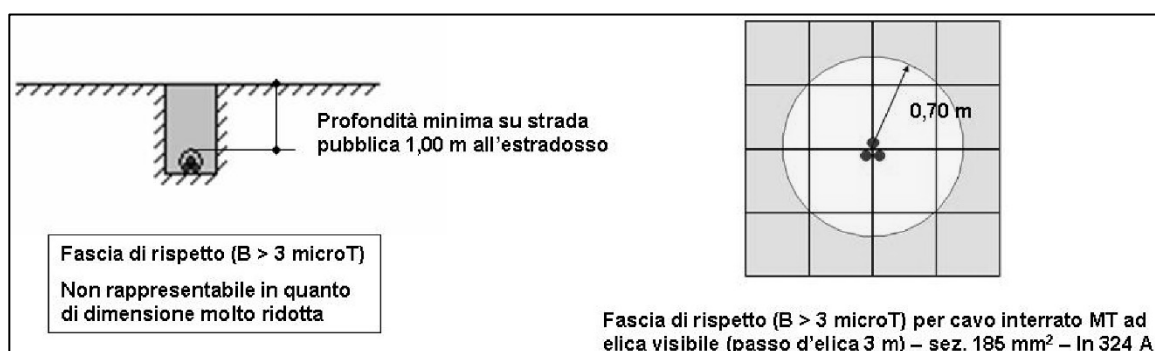 Profondità minima su strada
pubblica 1,00 m all'estradosso
Fascia di rispetto (B > 3 microT)
Non rappresentabile in quanto
di dimensione molto ridotta
0,70 m
Fascia di rispetto (B > 3 microT) per cavo interrato MT ad
elica visibile (passo d'elica 3 m) – sez. 185 mm² – In 324 A